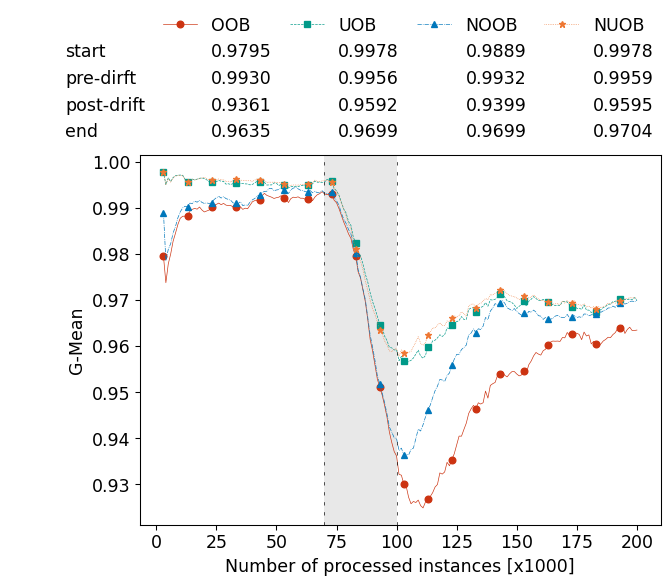 OOB UOB NOOB NUOB
start 0.9795 0.9978 0.9889 0.9978
pre-dirft 0.9930 0.9956 0.9932 0.9959
post-drift 0.9361 0.9592 0.9399 0.9595
end 0.9635 0.9699 0.9699 0.9704
1.00
0.99
0.98
0.97
0.96
0.95
0.94
0.93
G-Mean
0 25 50 75 100 125 150 175 200
Number of processed instances [x1000]